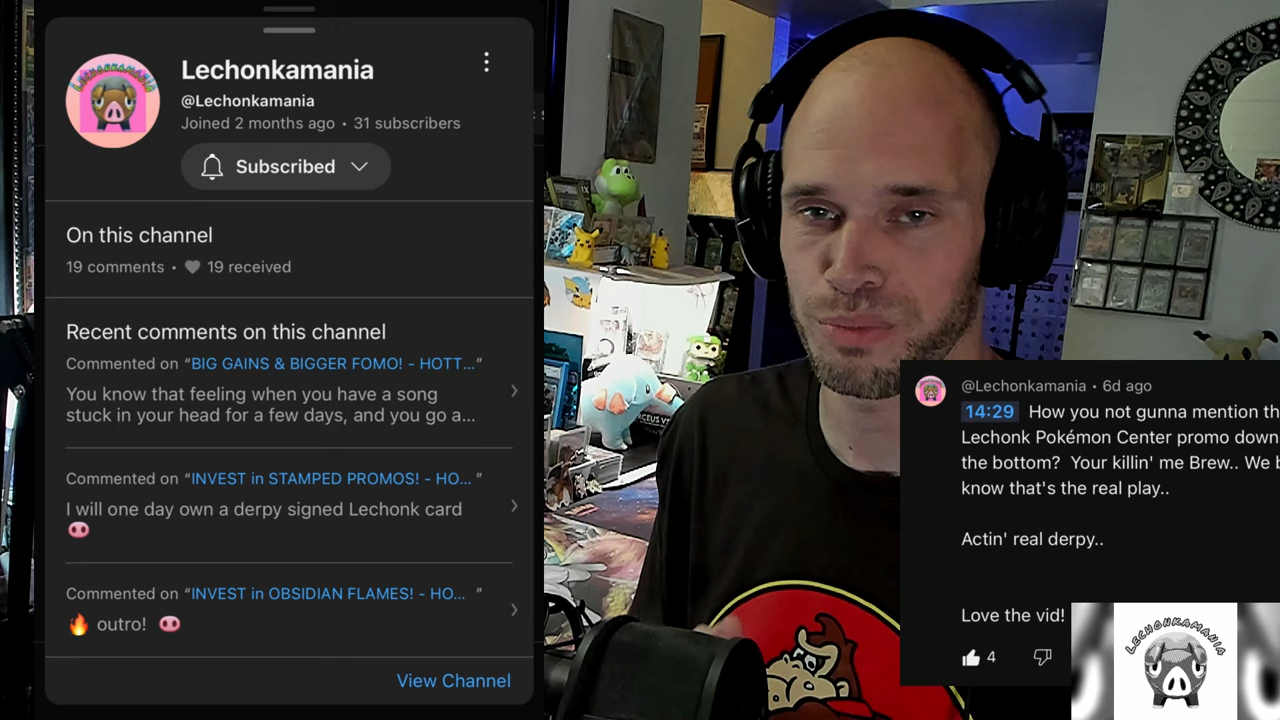 LECHONKAMANIA
Lechonkamania
@Lechonkamania
Joined 2 months ago • 31 subscribers
Subscribed
On this channel
19 comments • 19 received
Recent comments on this channel
Commented on “BIG GAINS & BIGGER FOMO! - HOTT...”
You know that feeling when you have a song
stuck in your head for a few days, and you go a...
Commented on “INVEST in STAMPED PROMOS! - HO... ”
I will one day own a derpy signed Lechonk card
🐽
Commented on “INVEST in OBSIDIAN FLAMES! - HO... ”
🔥 outro! 🐽
View Channel
@Lechonkamania • 6d ago
14:29 How you not gunna mention th
Lechonk Pokémon Center promo down
the bottom? Your killin' me Brew.. We
know that's the real play..
Actin' real derpy..
Love the vid!
4
LECHONKAMANIA